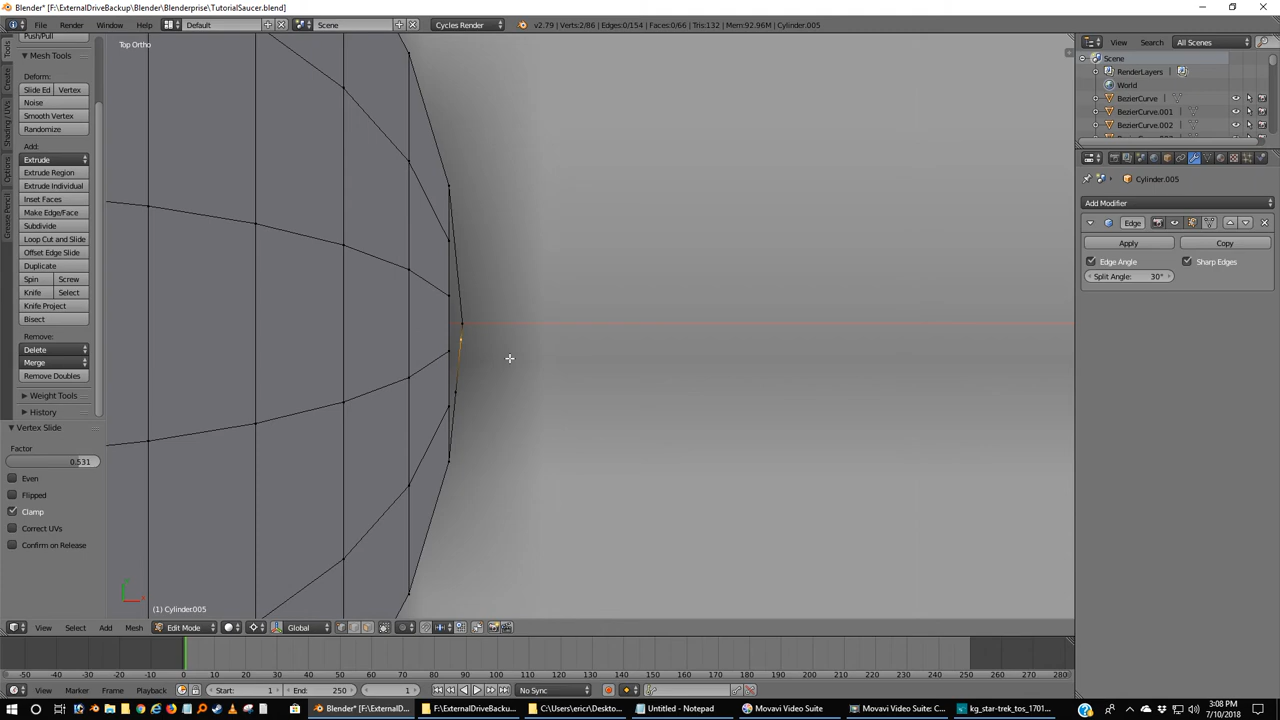 Blender* [F:\ExternalDriveBackup\Blender\Blenderprise\TutorialSaucer.blend]
File Render Window Help Default Scene Cycles Render v2.79 | Verts:2/86 | Edges:0/154 | Faces:0/66 | Tris:132 | Mem:92.96M | Cylinder.005
Push/Pull
Mesh Tools
Deform:
Slide Ed Vertex
Noise
Smooth Vertex
Randomize
Add:
Extrude
Extrude Region
Extrude Individual
Inset Faces
Make Edge/Face
Subdivide
Loop Cut and Slide
Offset Edge Slide
Duplicate
Spin Screw
Knife Select
Knife Project
Bisect
Remove:
Delete
Merge
Remove Doubles
Weight Tools
History
Vertex Slide
Factor
0.531
Even
Flipped
Clamp
Correct UVs
Confirm on Release
Tools
Create
Shading / UVs
Options
Grease Pencil
Top Ortho
(1) Cylinder.005
View Search All Scenes
Scene
RenderLayers
World
BezierCurve
BezierCurve.001
BezierCurve.002
Cylinder.005
Add Modifier
Edge
Apply Copy
Edge Angle Sharp Edges
Split Angle: 30°
View Select Add Mesh Edit Mode Global
-50 -40 -30 -20 -10 0 10 20 30 40 50 60 70 80 90 100 110 120 130 140 150 160 170 180 190 200 210 220 230 240 250 260 270 280
View Marker Frame Playback Start: 1 End: 250 1 No Sync
Blender* [F:\ExternalD... F:\ExternalDriveBacku... C:\Users\ericr\Deskto... Untitled - Notepad Movavi Video Suite Movavi Video Suite: C... kg_star-trek_tos_1701...
3:08 PM
7/10/2018